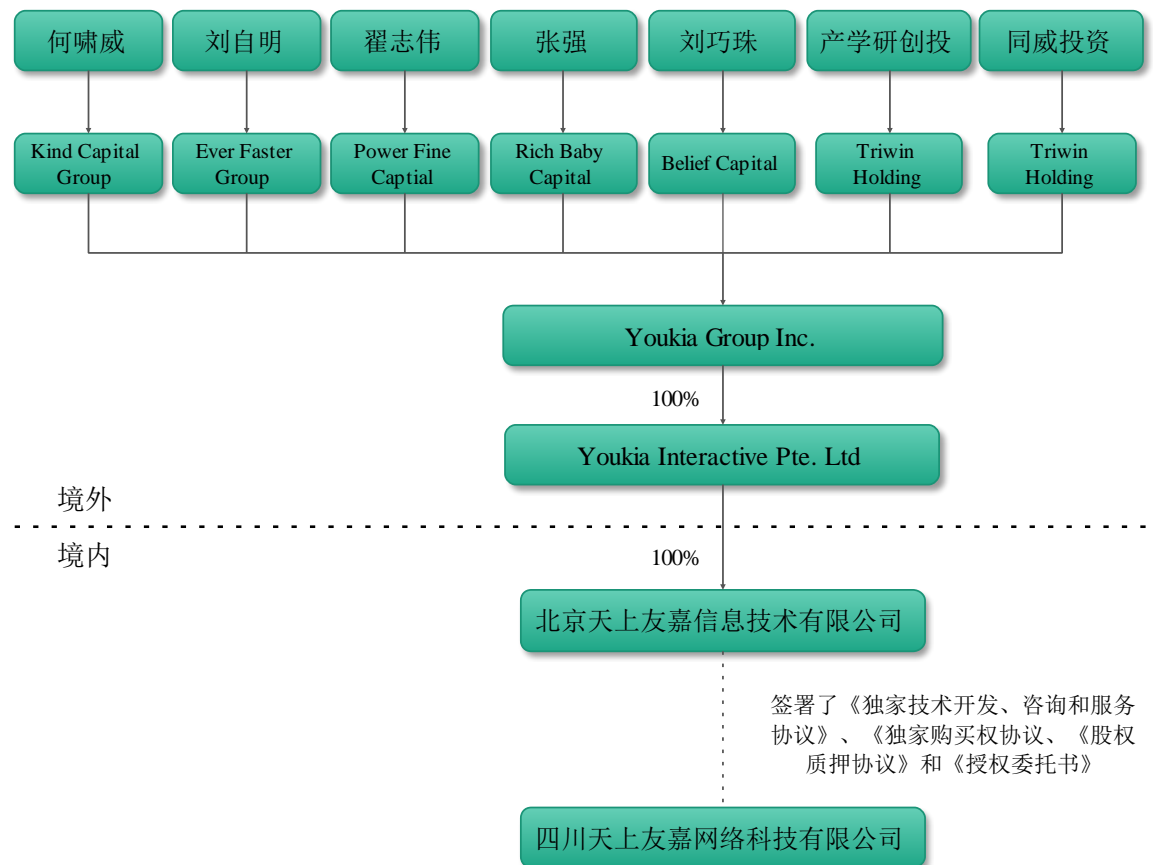 何啸威
刘自明
翟志伟
张强
刘巧珠
产学研创投
同威投资
Kind Capital
Group
Ever Faster
Group
Power Fine
Captial
Rich Baby
Capital
Belief Capital
Triwin
Holding
Triwin
Holding
Youkia Group Inc.
100%
Youkia Interactive Pte. Ltd
境外
境内
100%
北京天上友嘉信息技术有限公司
签署了《独家技术开发、咨询和服务
协议》、《独家购买权协议、《股权
质押协议》和《授权委托书》
四川天上友嘉网络科技有限公司